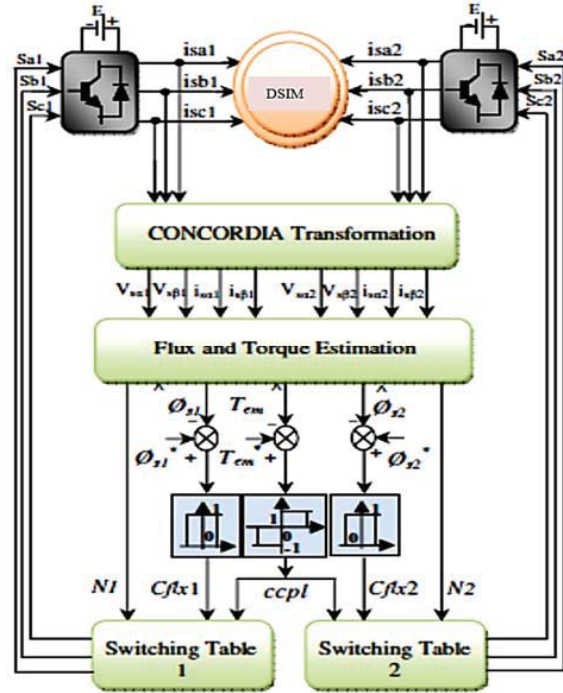 E E
- + - +
Sa1 isa1 isa2 Sa2
Sb1 isb1 DSIM isb2 Sb2
Sc1 isc1 isc2 Sc2
CONCORDIA Transformation
Vsα1 Vsβ1 isα1 isβ1 Vsα2 Vsβ2 isα2 isβ2
Flux and Torque Estimation
^ ^ ^
Øs1 Tem Øs2
- - -
Øs1* + Tem* + + Øs2*
1 1 1
0 0 0
-1
N1 Cflx1 ccpl Cflx2 N2
Switching Table Switching Table
1 2